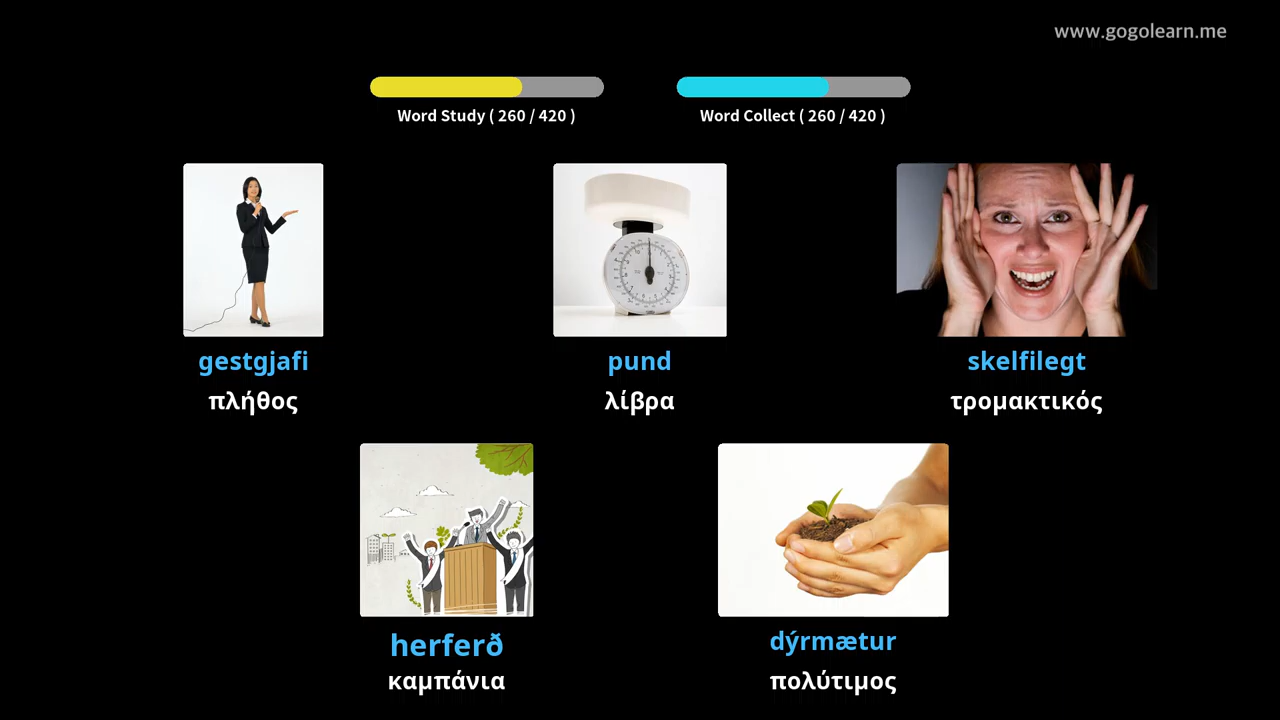 www.gogolearn.me
Word Study ( 260 / 420 )
Word Collect ( 260 / 420 )
gestgjafi
πλήθος
pund
λίβρα
skelfilegt
τρομακτικός
herferð
καμπάνια
dýrmætur
πολύτιμος